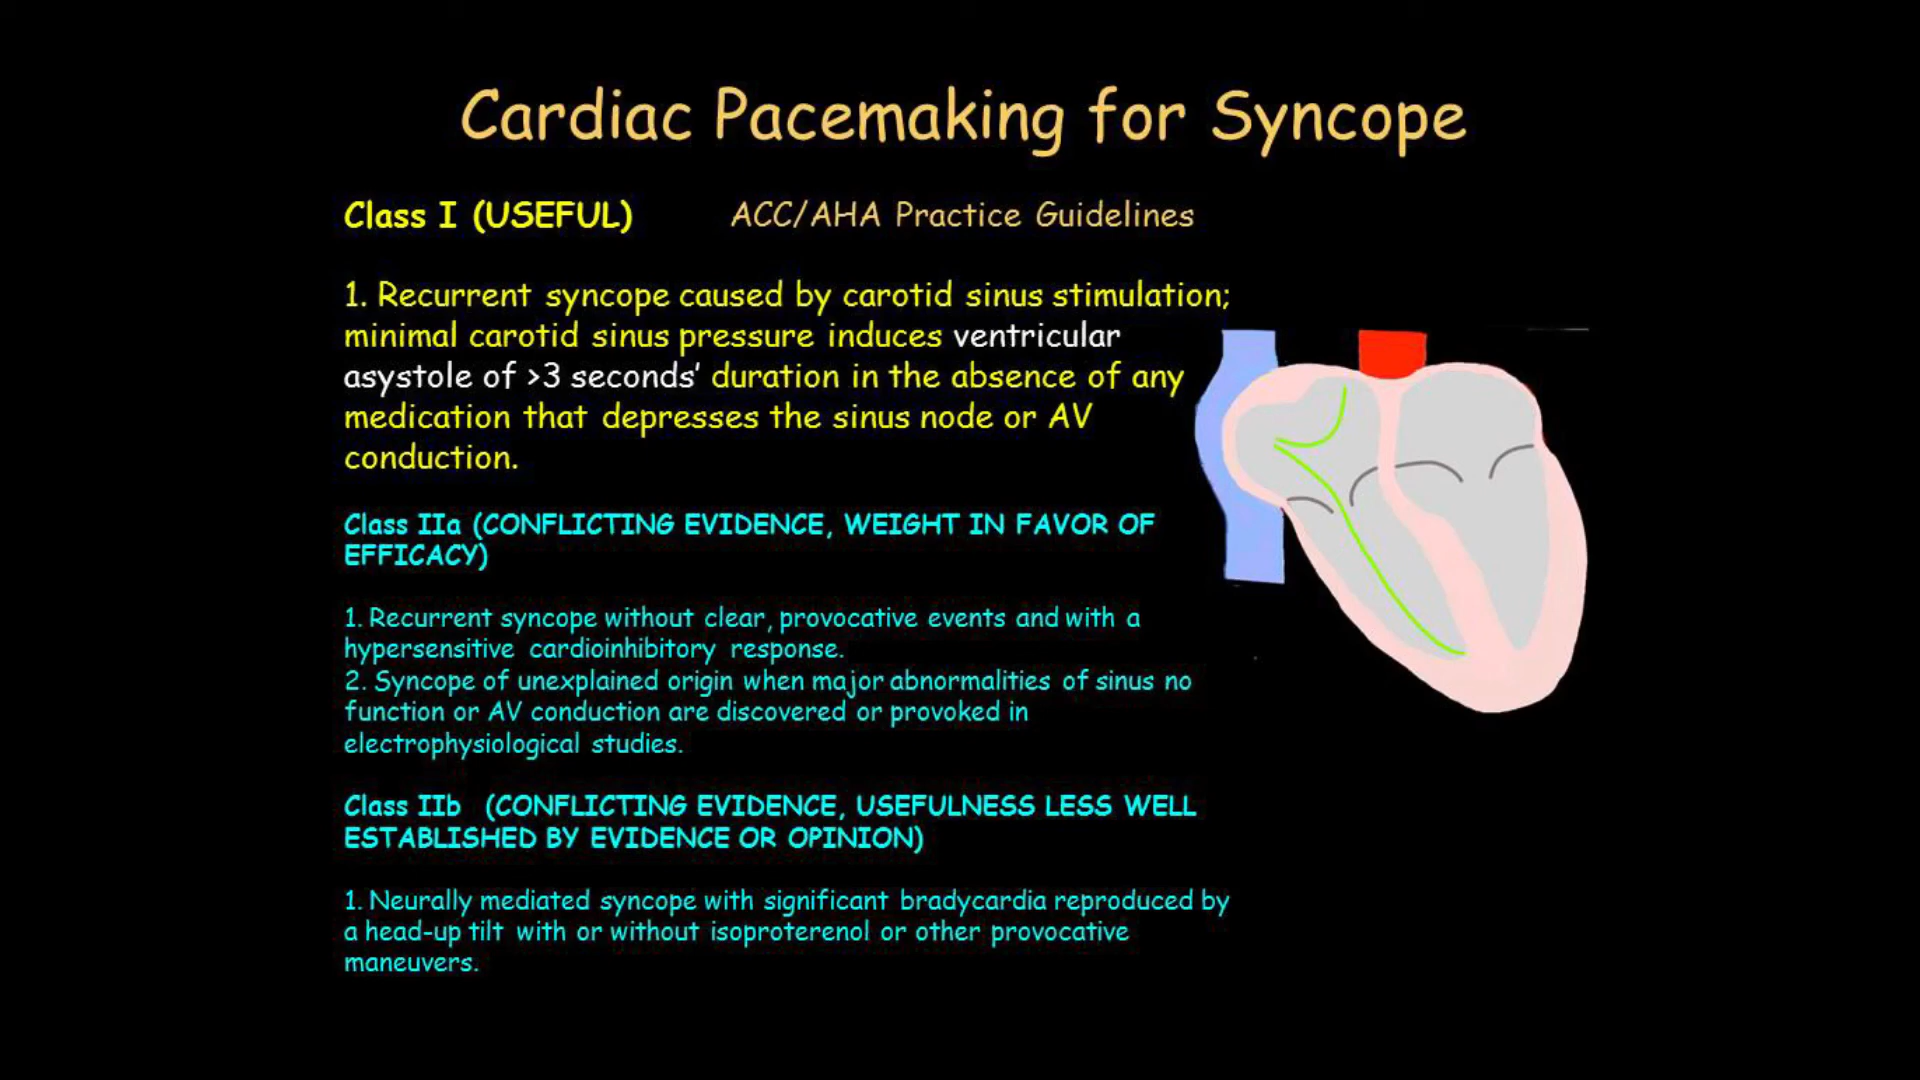 Cardiac Pacemaking for Syncope
Class I (USEFUL) ACC/AHA Practice Guidelines
1. Recurrent syncope caused by carotid sinus stimulation;
minimal carotid sinus pressure induces ventricular
asystole of >3 seconds’ duration in the absence of any
medication that depresses the sinus node or AV
conduction.
Class IIa (CONFLICTING EVIDENCE, WEIGHT IN FAVOR OF
EFFICACY)
1. Recurrent syncope without clear, provocative events and with a
hypersensitive cardioinhibitory response.
2. Syncope of unexplained origin when major abnormalities of sinus no
function or AV conduction are discovered or provoked in
electrophysiological studies.
Class IIb (CONFLICTING EVIDENCE, USEFULNESS LESS WELL
ESTABLISHED BY EVIDENCE OR OPINION)
1. Neurally mediated syncope with significant bradycardia reproduced by
a head-up tilt with or without isoproterenol or other provocative
maneuvers.